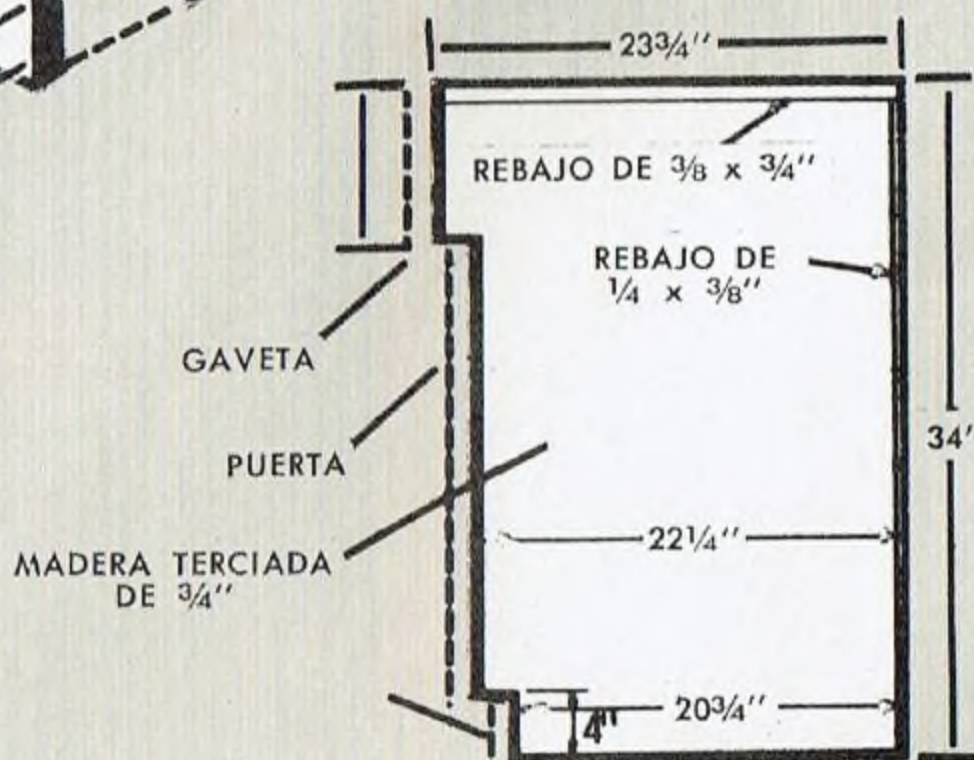 23¾"
REBAJO DE ⅜ x ¾"
REBAJO DE
¼ x ⅜"
GAVETA
PUERTA
34"
22¼"
MADERA TERCIADA
DE ¾"
20¾"
4"